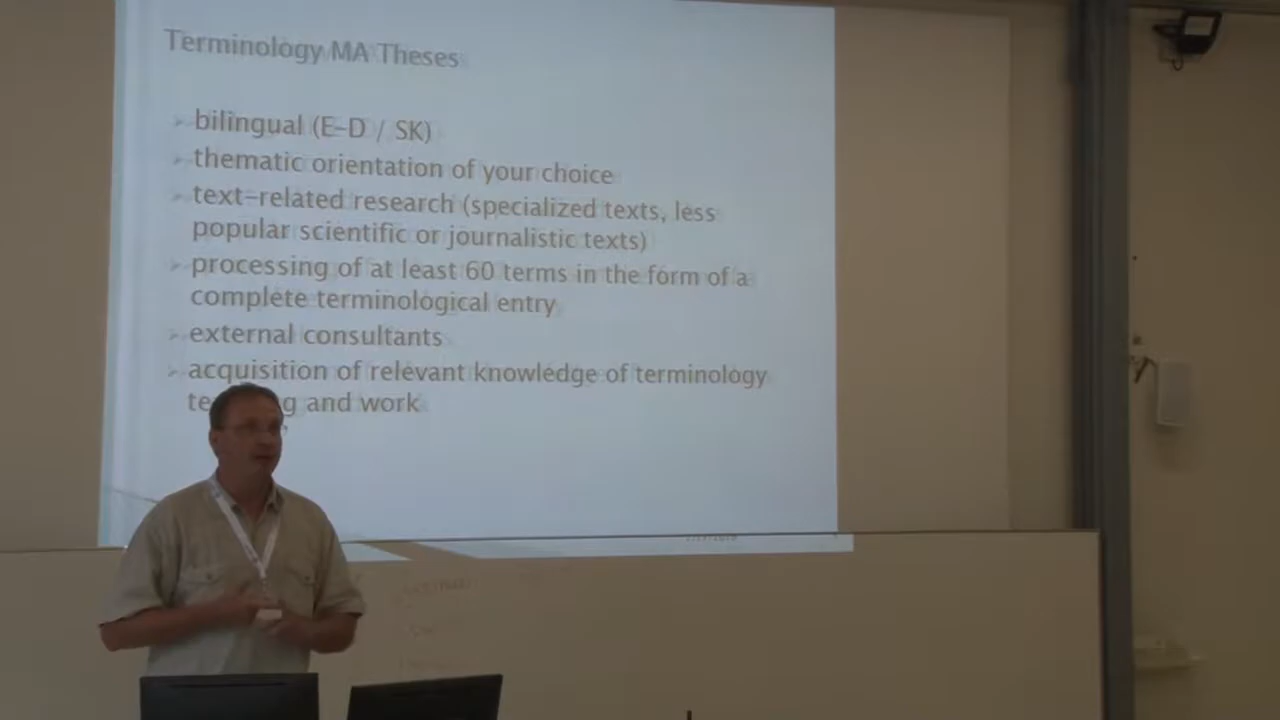 Terminology MA Theses
bilingual (E-D / SK)
thematic orientation of your choice
text-related research (specialized texts, less
popular scientific or journalistic texts)
processing of at least 60 terms in the form of a
complete terminological entry
external consultants
acquisition of relevant knowledge of terminology
and work